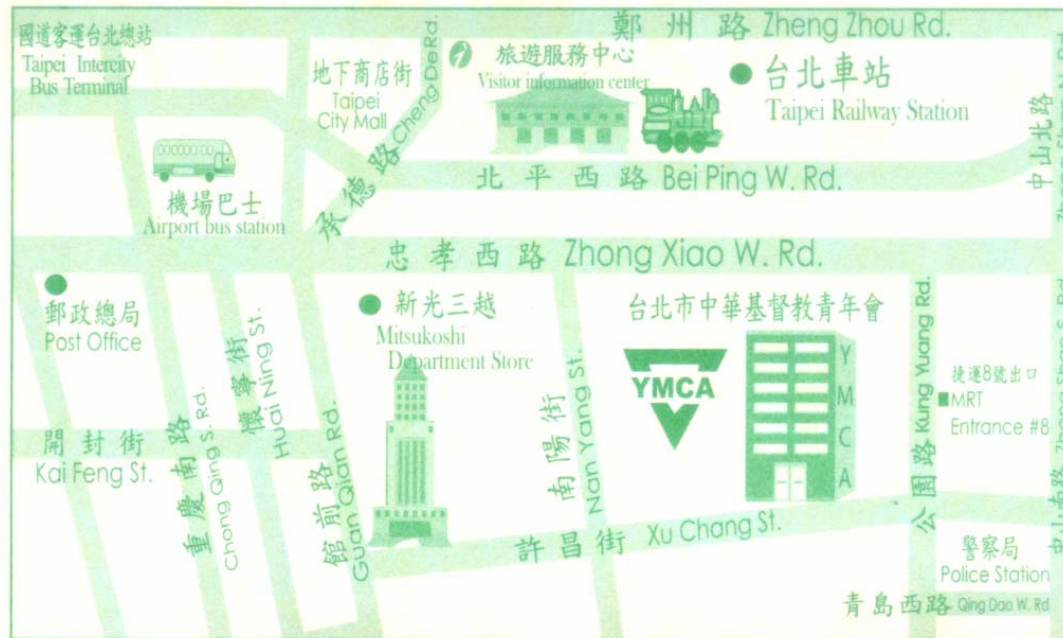 國道客運台北總站
Taipei Intercity
Bus Terminal
地下商店街
Taipei
City Mall
承德路 Cheng De Rd.
i
旅遊服務中心
Visitor information center
鄭州路 Zheng Zhou Rd.
台北車站
Taipei Railway Station
中山北路
機場巴士
Airport bus station
北平西路 Bei Ping W. Rd.
忠孝西路 Zhong Xiao W. Rd.
郵政總局
Post Office
開封街
Kai Feng St.
重慶南路
Chong Qing S. Rd.
懷寧街
Huai Ning St.
館前路
Guan Qian Rd.
新光三越
Mitsukoshi
Department Store
南陽街
Nan Yang St.
台北市中華基督教青年會
YMCA
YMCA
許昌街 Xu Chang St.
公園路 Kung Yuang Rd.
捷運8號出口
MRT
Entrance #8
警察局
Police Station
青島西路 Qing Dao W. Rd